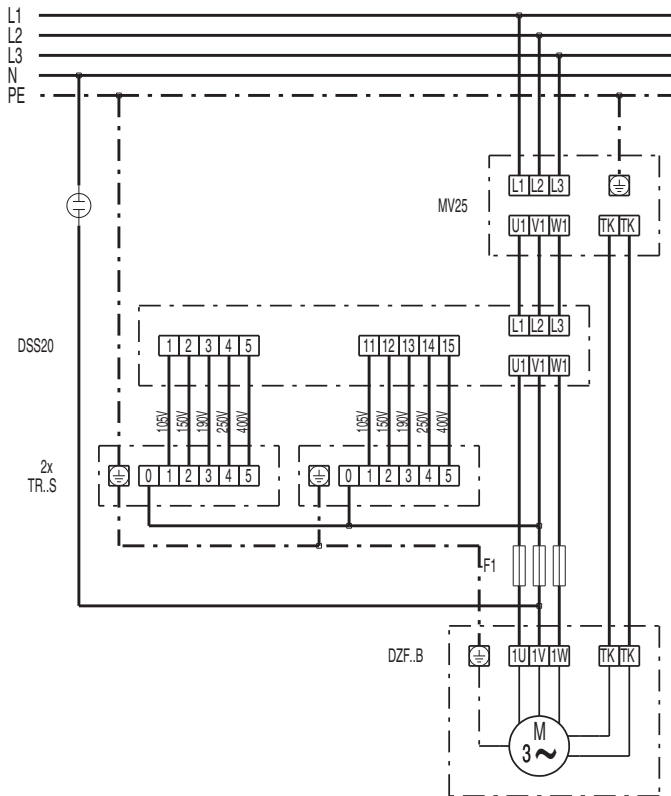 L1
L2
L3
N
PE
L1 L2 L3
MV25
U1 V1 W1 TK TK
L1 L2 L3
DSS20
1 2 3 4 5 11 12 13 14 15
U1 V1 W1
105V 150V 190V 250V 400V 105V 150V 190V 250V 400V
2x
TR..S
0 1 2 3 4 5 0 1 2 3 4 5
F1
DZF..B
1U 1V 1W TK TK
M
3 ~